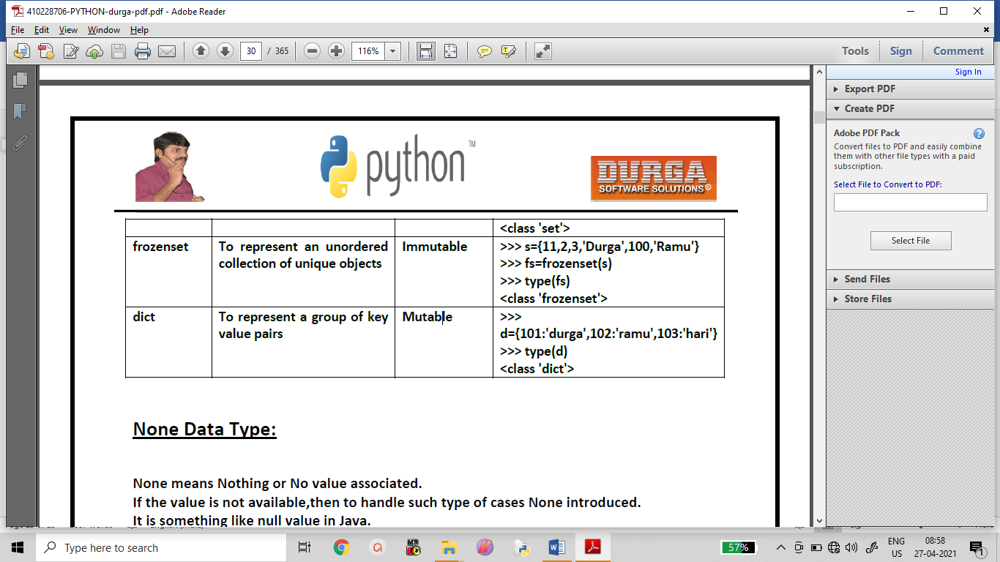 410228706-PYTHON-durga-pdf.pdf - Adobe Reader
File Edit View Window Help
30 / 365 116% Tools Sign Comment
Sign In
Export PDF
Create PDF
Adobe PDF Pack
Convert files to PDF and easily combine
them with other file types with a paid
subscription.
Select File to Convert to PDF:
Select File
Send Files
Store Files
python TM
DURGA
SOFTWARE SOLUTIONS®
<class 'set'>
frozenset To represent an unordered Immutable >>> s={11,2,3,'Durga',100,'Ramu'}
collection of unique objects >>> fs=frozenset(s)
>>> type(fs)
<class 'frozenset'>
dict To represent a group of key Mutable >>>
value pairs d={101:'durga',102:'ramu',103:'hari'}
>>> type(d)
<class 'dict'>
None Data Type:
None means Nothing or No value associated.
If the value is not available,then to handle such type of cases None introduced.
It is something like null value in Java.
Type here to search
57%
ENG 08:58
US 27-04-2021
1